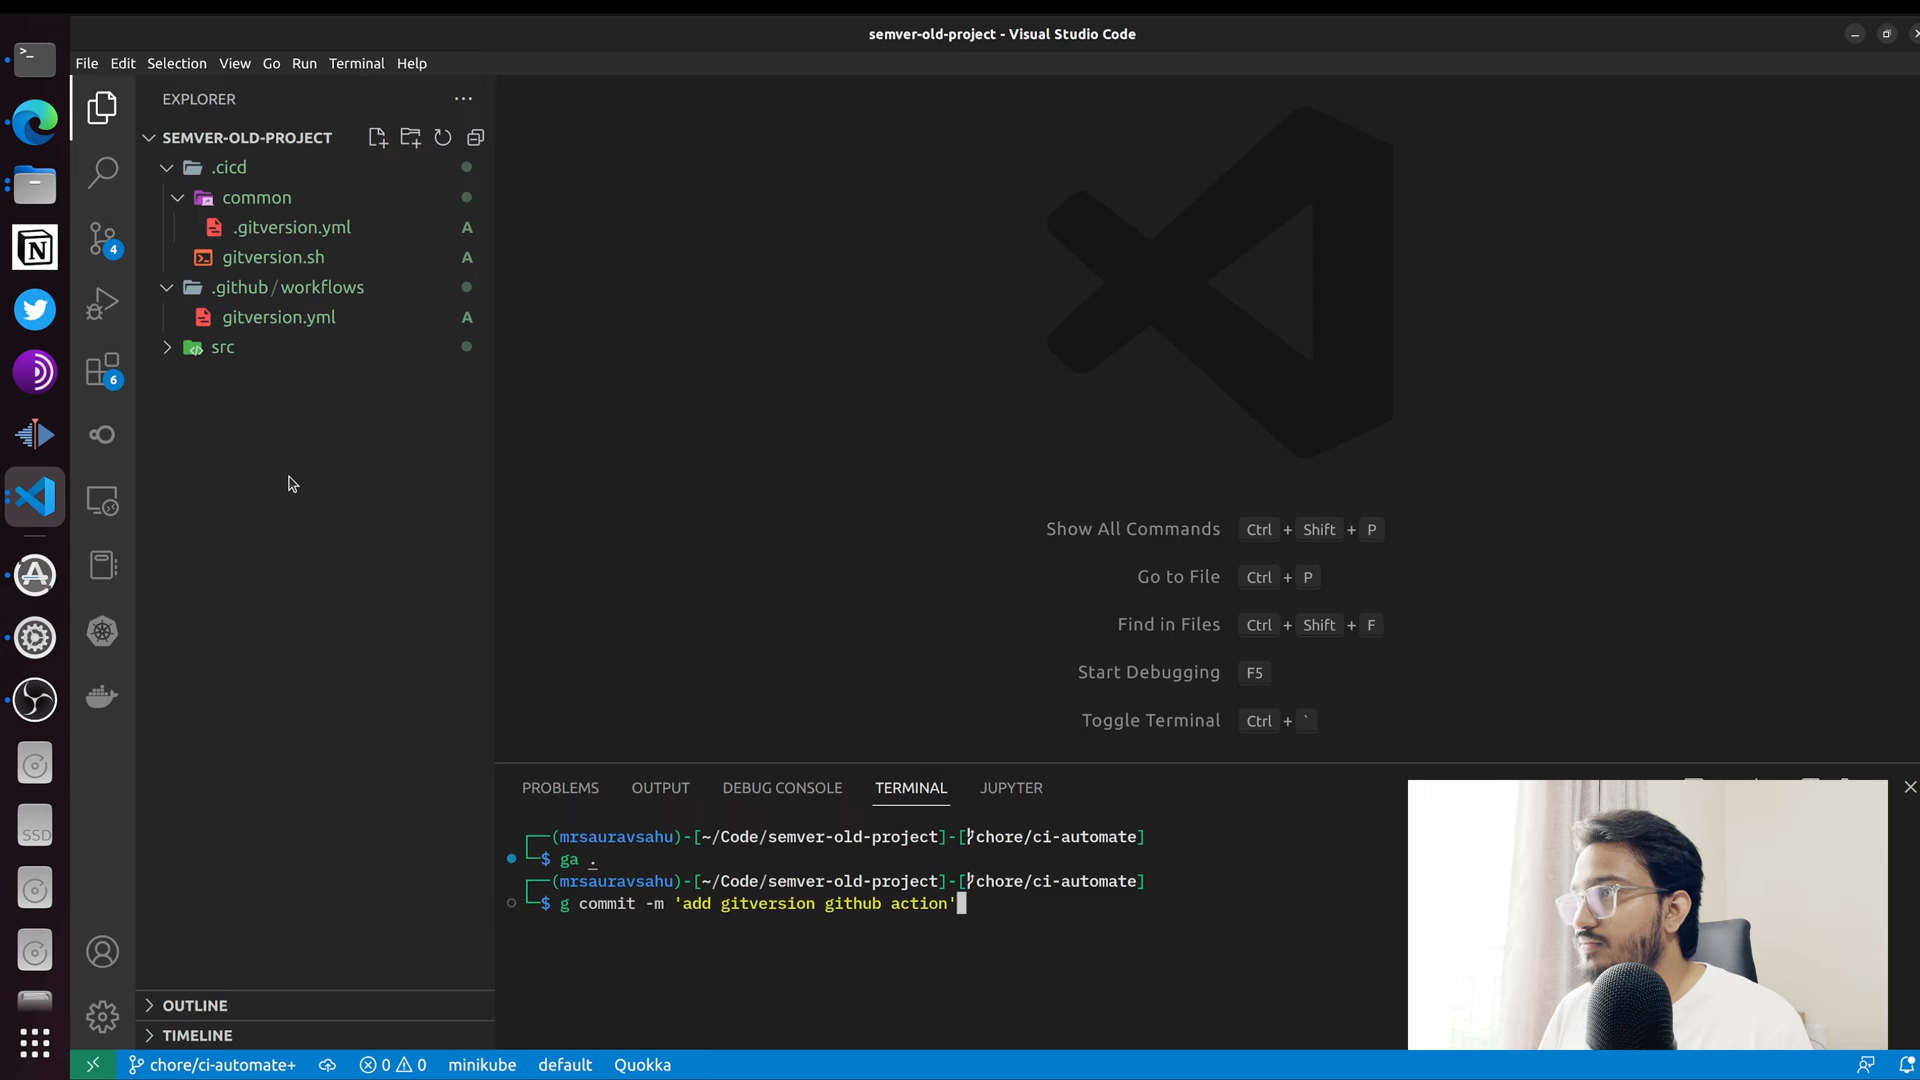 semver-old-project - Visual Studio Code
File Edit Selection View Go Run Terminal Help
EXPLORER
SEMVER-OLD-PROJECT
.cicd
common
.gitversion.yml A
gitversion.sh A
.github/workflows
gitversion.yml A
src
4
6
N
SSD
Show All Commands Ctrl + Shift + P
Go to File Ctrl + P
Find in Files Ctrl + Shift + F
Start Debugging F5
Toggle Terminal Ctrl + `
PROBLEMS OUTPUT DEBUG CONSOLE TERMINAL JUPYTER
(mrsauravsahu)-[~/Code/semver-old-project]-[chore/ci-automate]
$ ga .
(mrsauravsahu)-[~/Code/semver-old-project]-[chore/ci-automate]
$ g commit -m 'add gitversion github action'
OUTLINE
TIMELINE
chore/ci-automate+ 0 0 minikube default Quokka